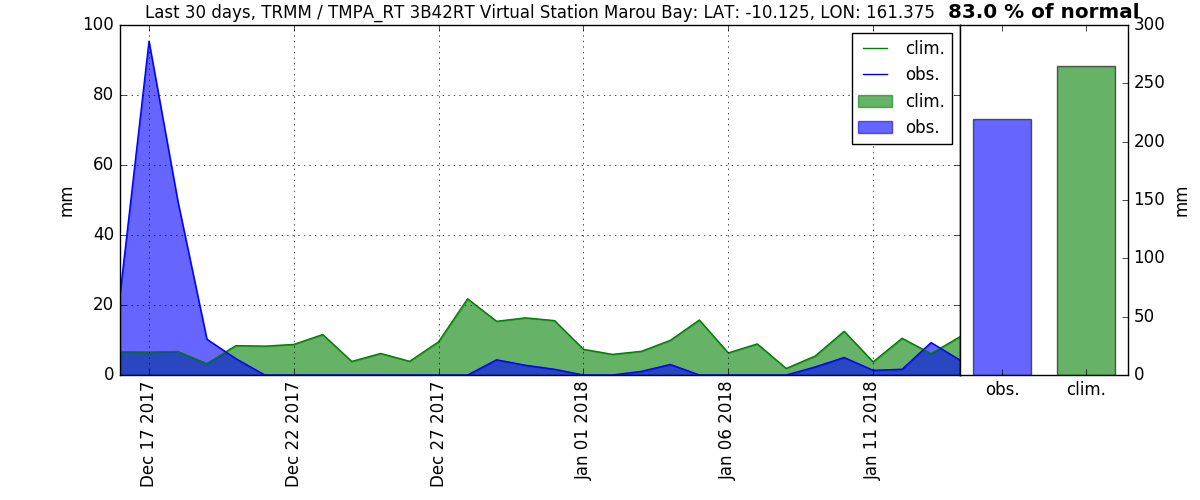 Last 30 days, TRMM / TMPA_RT 3B42RT Virtual Station Marou Bay: LAT: -10.125, LON: 161.375 83.0 % of normal
100
80
60
40
20
0
mm
clim.
obs.
clim.
obs.
Dec 17 2017
Dec 22 2017
Dec 27 2017
Jan 01 2018
Jan 06 2018
Jan 11 2018
300
250
200
150
100
50
0
mm
obs. clim.